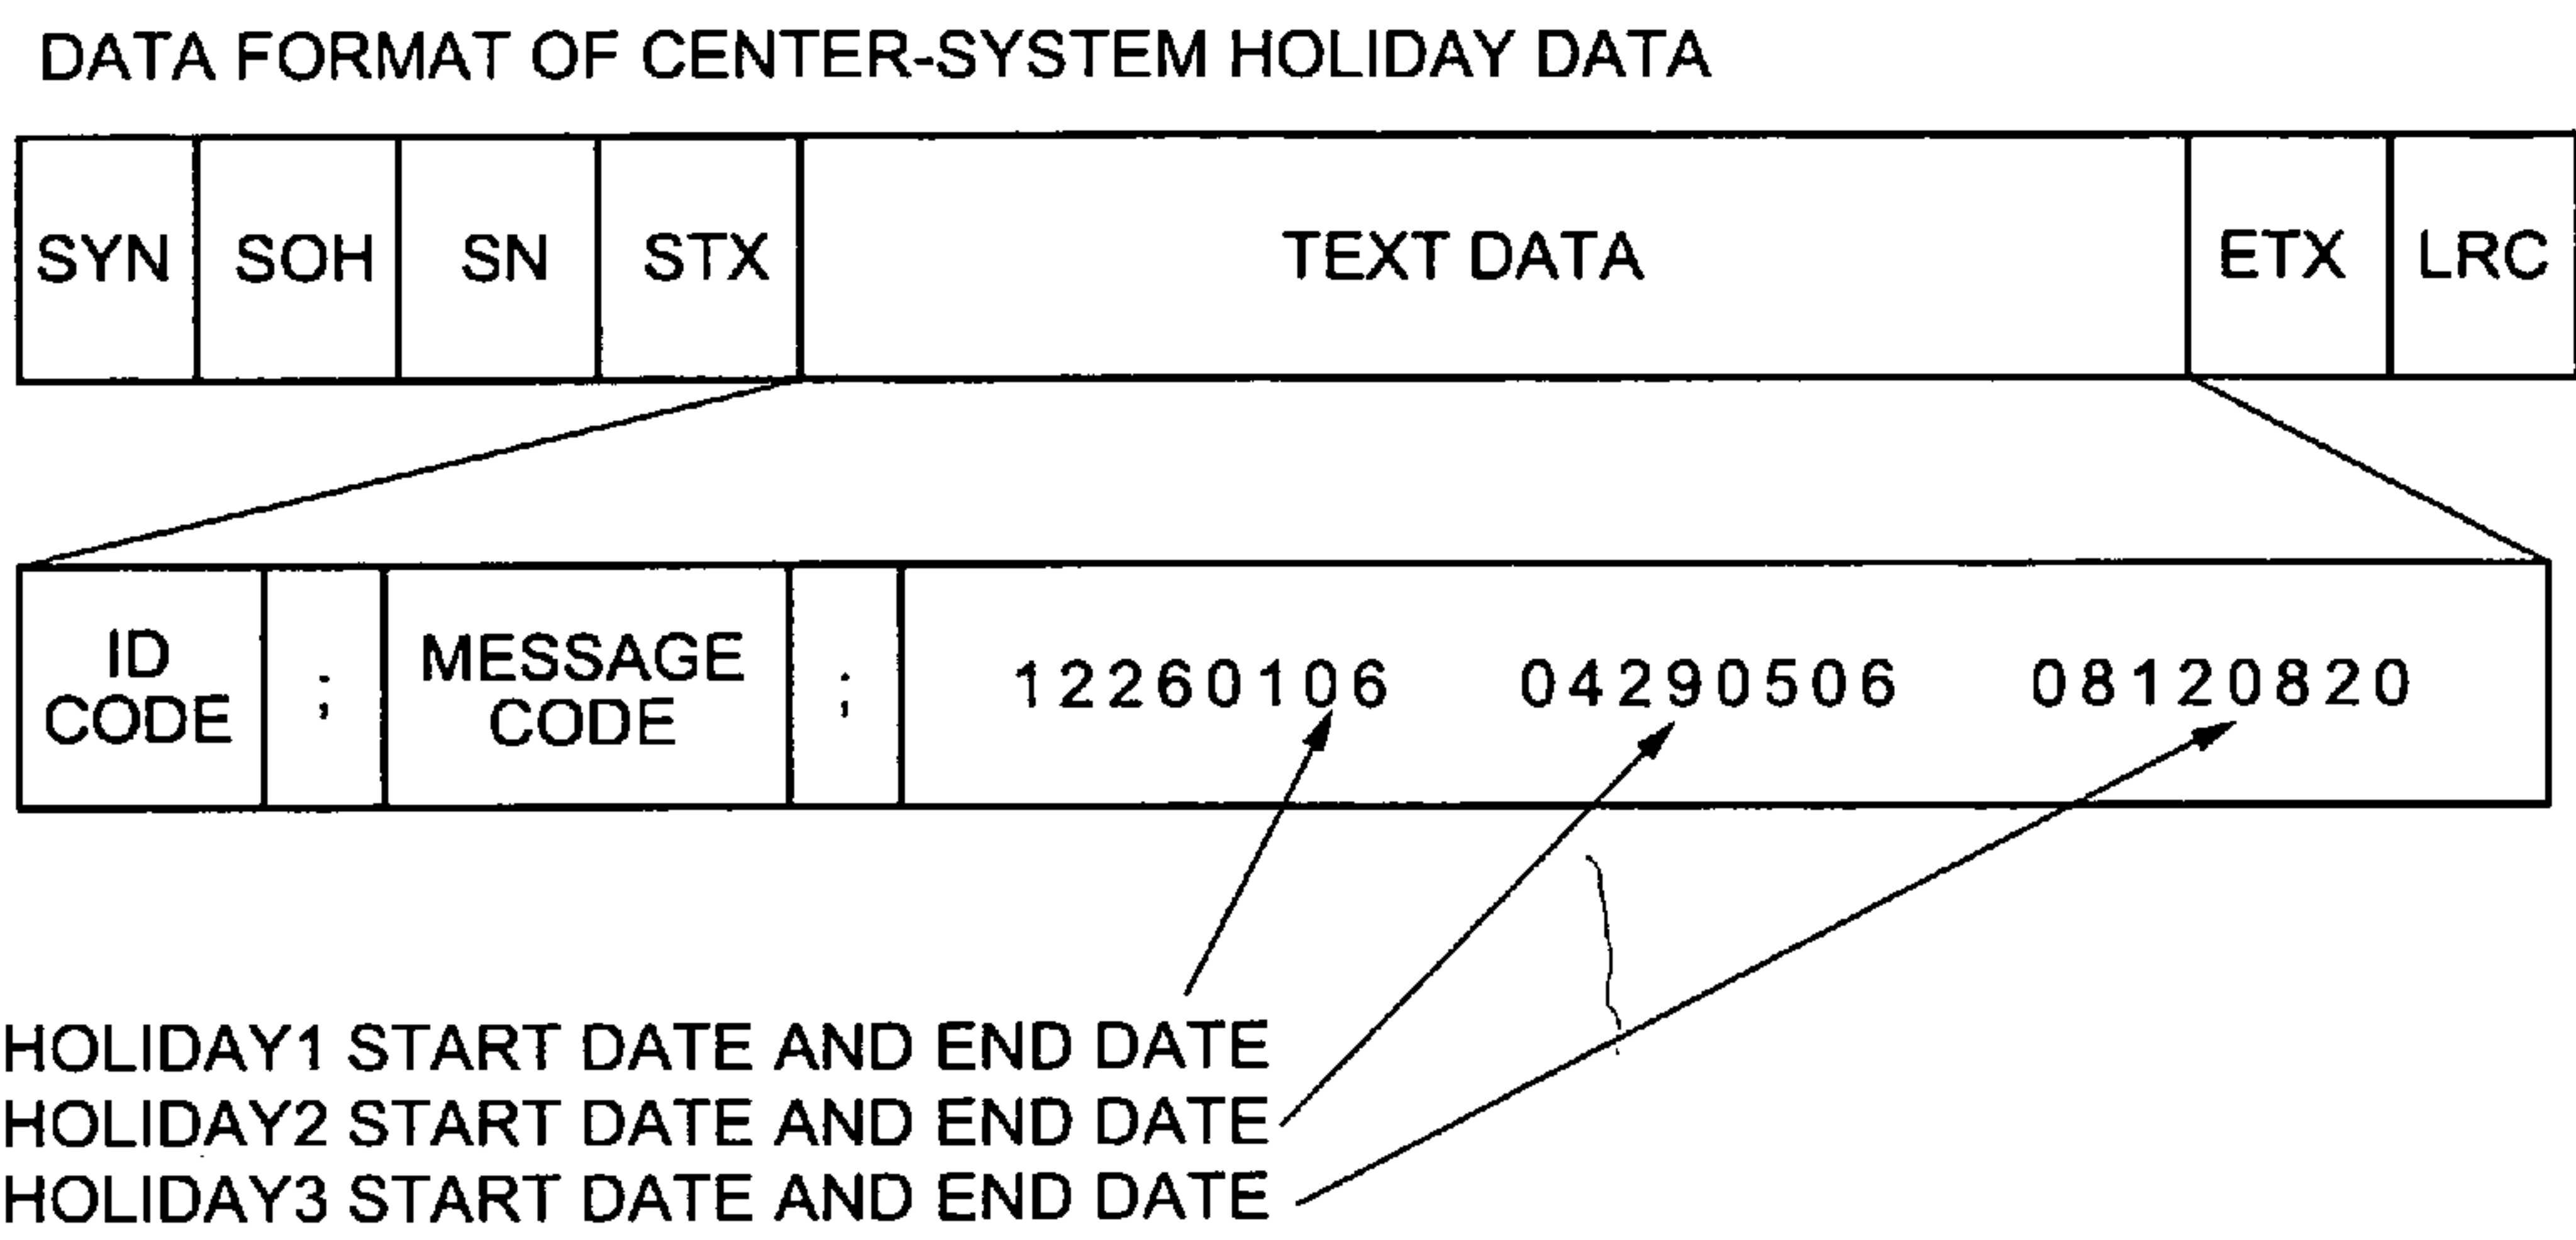 DATA FORMAT OF CENTER-SYSTEM HOLIDAY DATA
SYN SOH SN STX TEXT DATA ETX LRC
ID CODE ; MESSAGE CODE ; 12260106 04290506 08120820
HOLIDAY1 START DATE AND END DATE
HOLIDAY2 START DATE AND END DATE
HOLIDAY3 START DATE AND END DATE